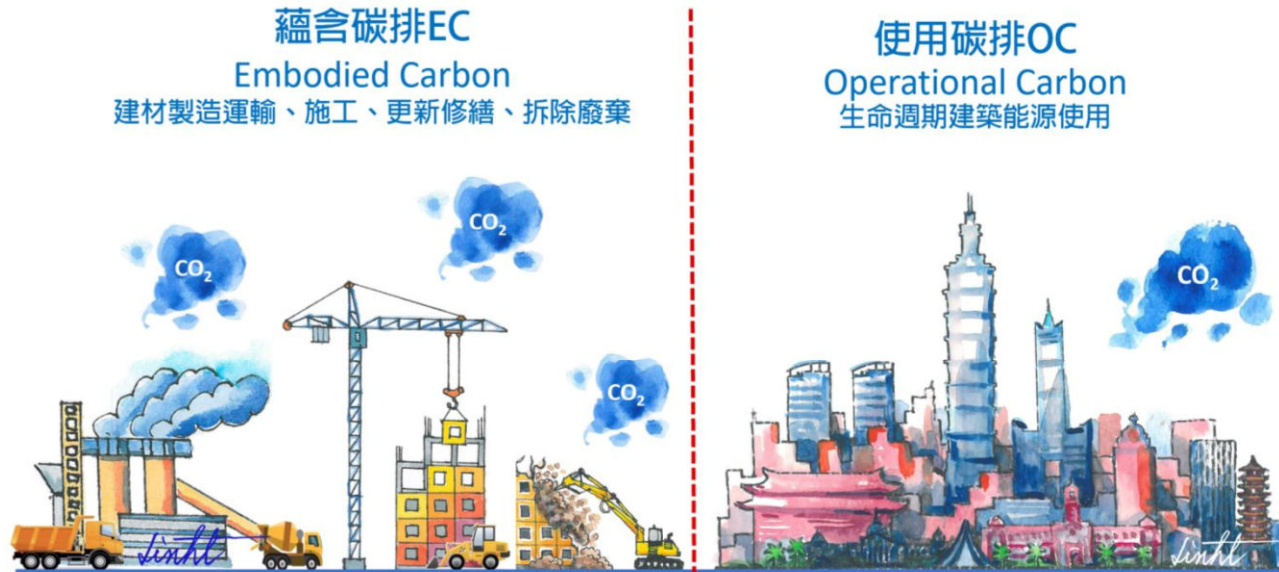 蘊含碳排EC
Embodied Carbon
建材製造運輸、施工、更新修繕、拆除廢棄
CO₂
CO₂
CO₂
Linht
使用碳排OC
Operational Carbon
生命週期建築能源使用
CO₂
Linht